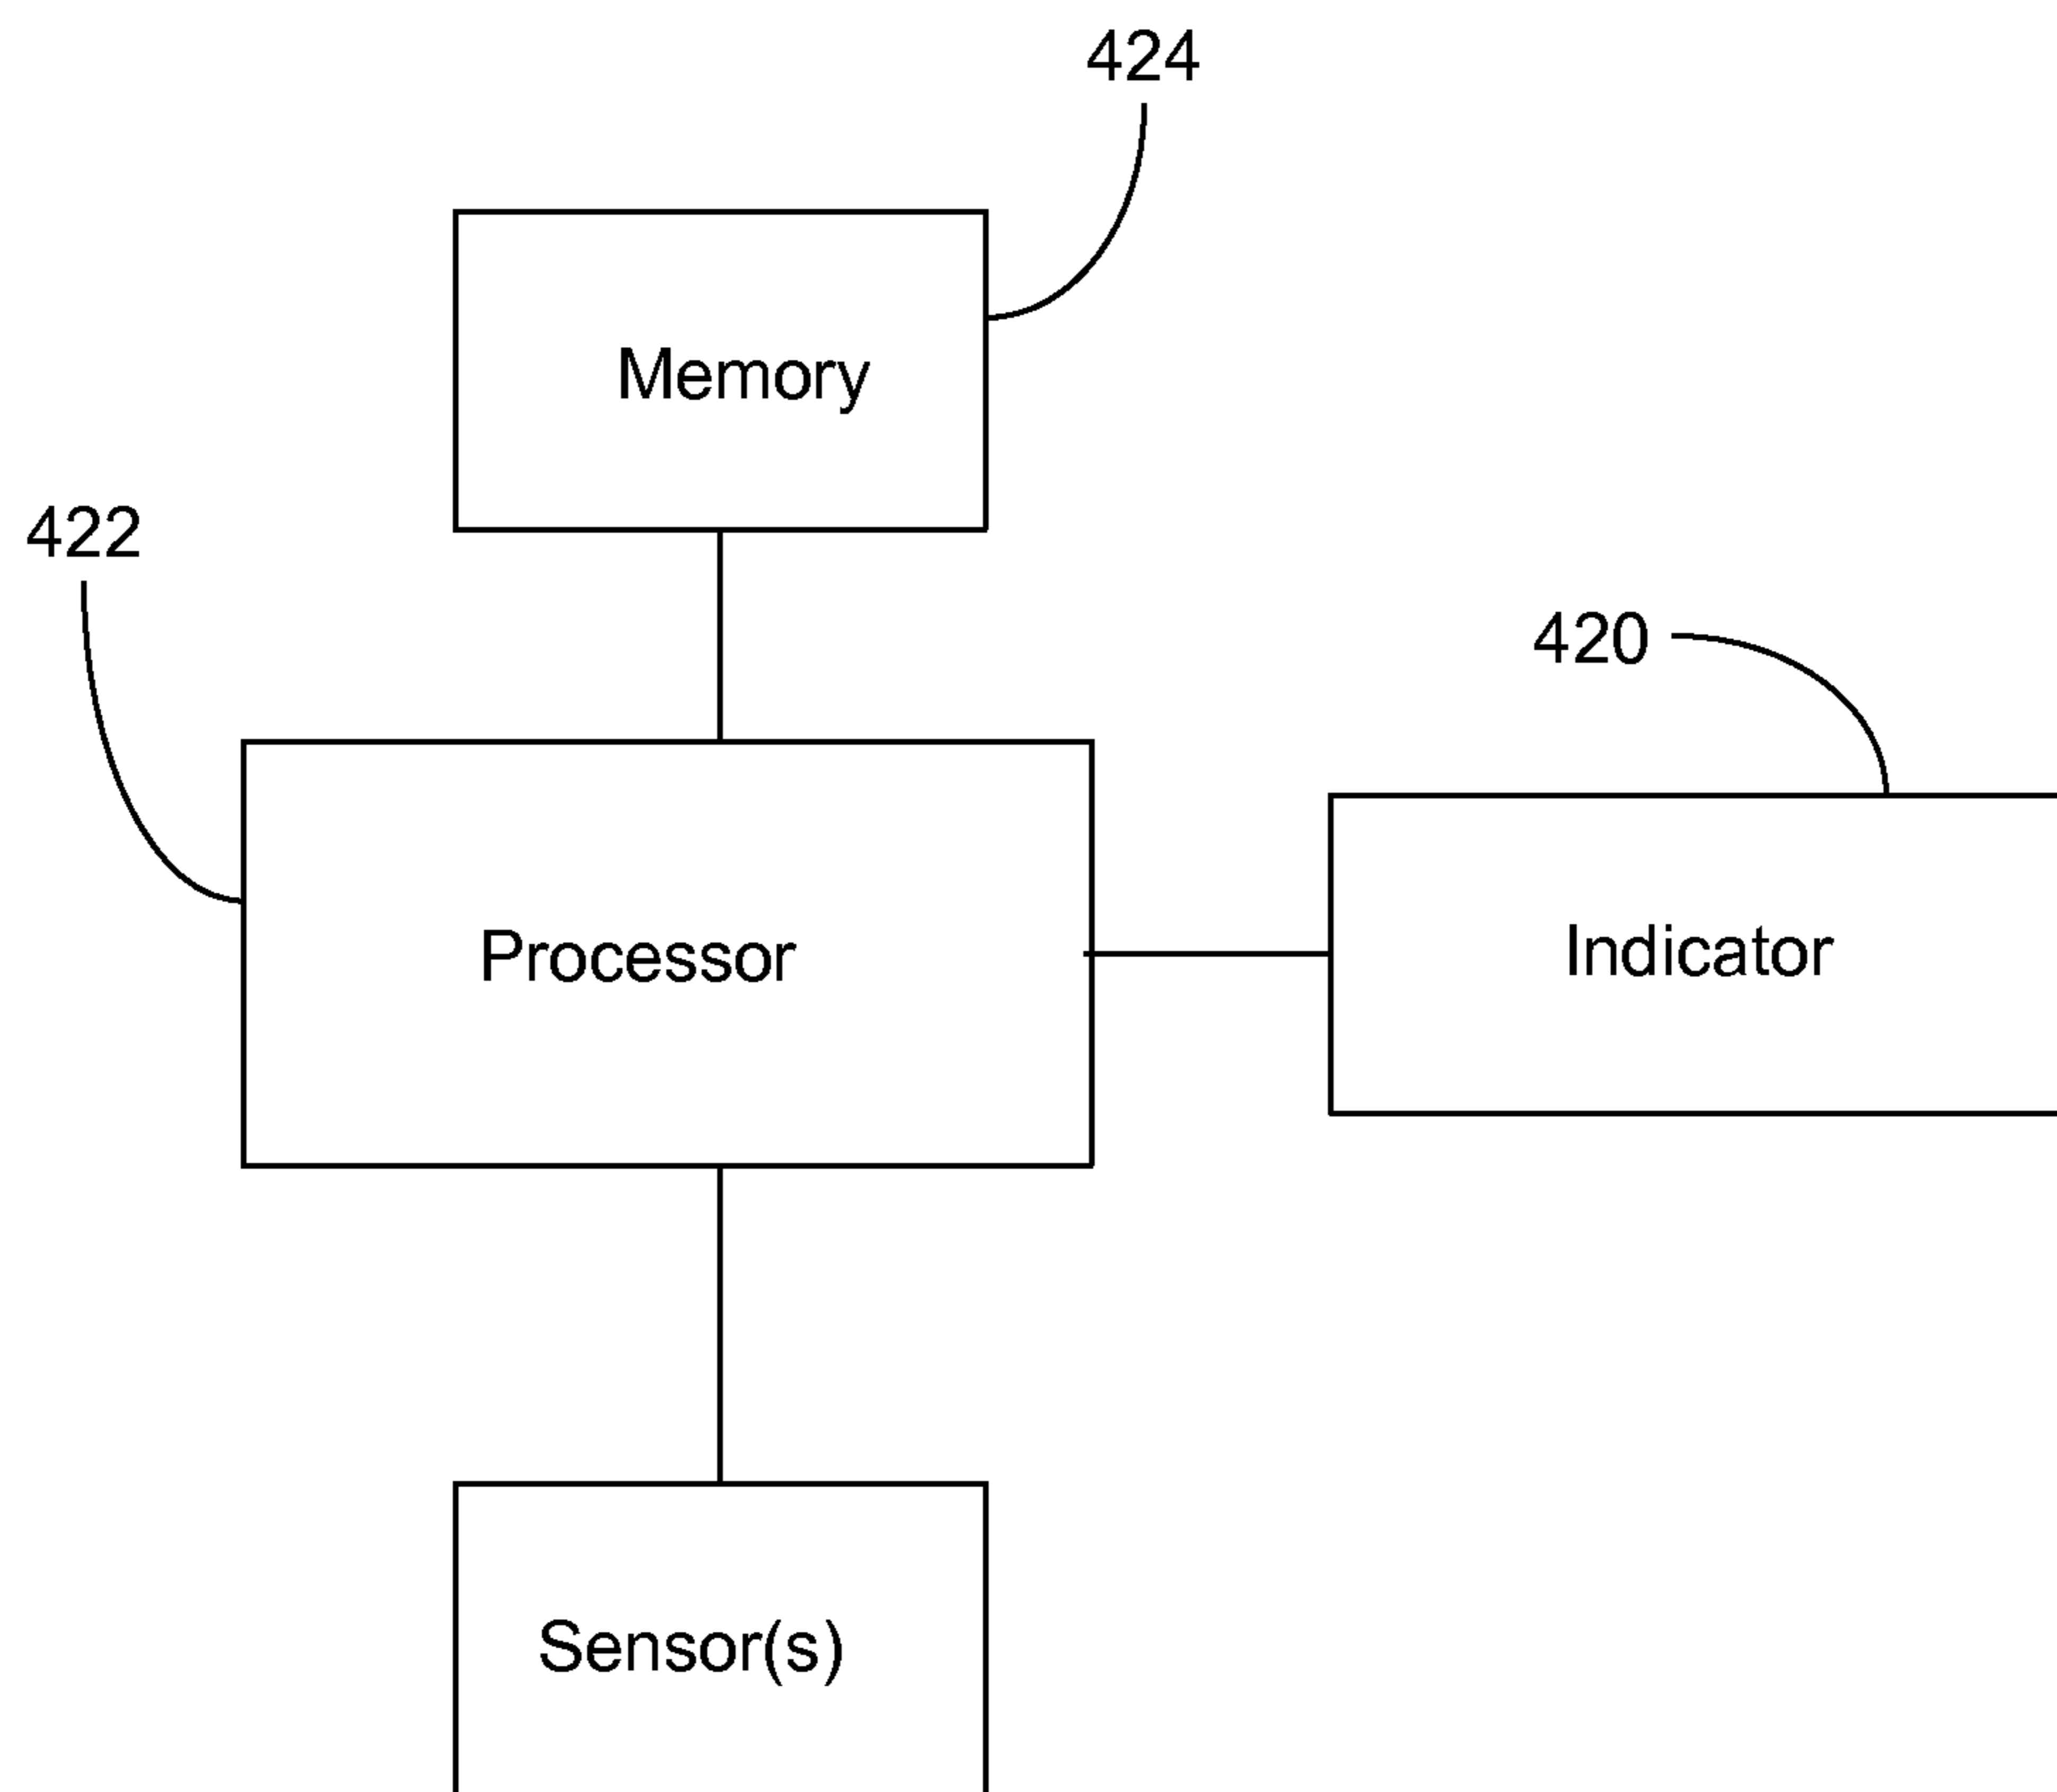 424
Memory
422
420
Processor
Indicator
Sensor(s)